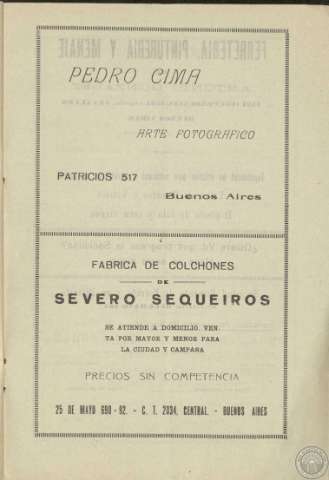 PEDRO CIMA
ARTE FOTOGRAFICO
PATRICIOS 517
Buenos Aires
FABRICA DE COLCHONES
DE
SEVERO SEQUEIROS
SE ATIENDE A DOMICILIO. VEN
TA POR MAYOR Y MENOS PARA
LA CIUDAD Y CAMPAÑA
PRECIOS SIN COMPETENCIA
25 DE MAYO 690 - 92. - C. T. 2034, CENTRAL. - BUENOS AIRES